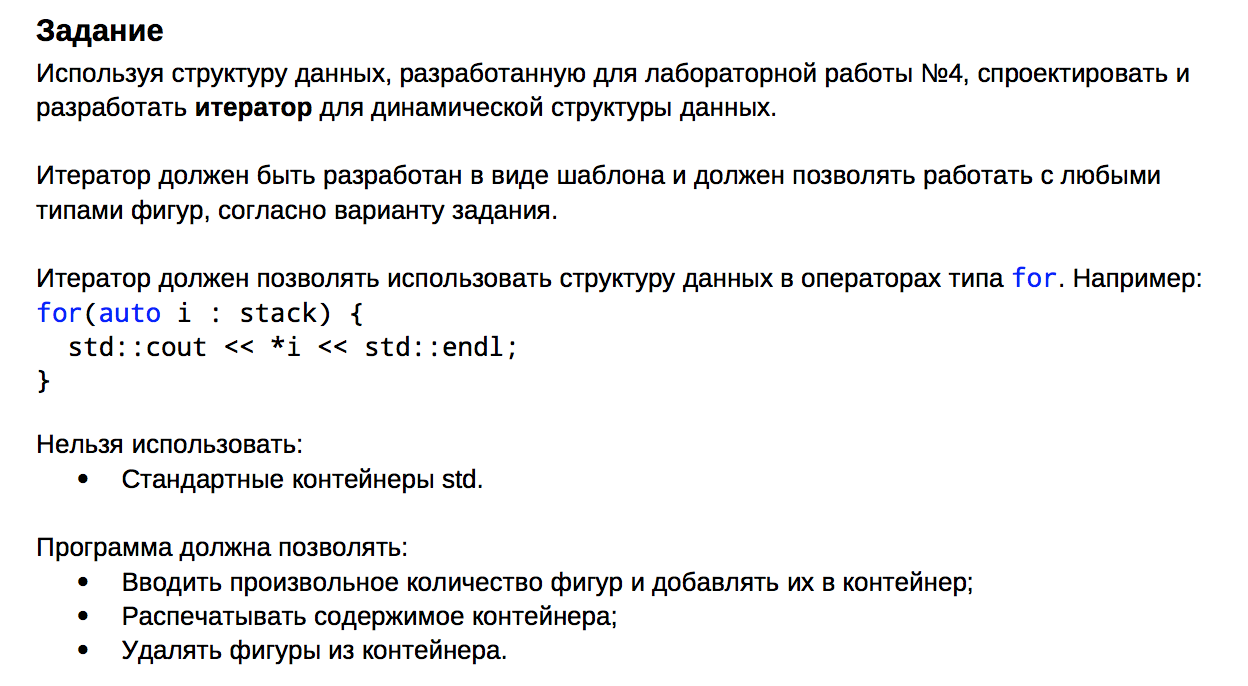 Задание
Используя структуру данных, разработанную для лабораторной работы №4, спроектировать и
разработать итератор для динамической структуры данных.
Итератор должен быть разработан в виде шаблона и должен позволять работать с любыми
типами фигур, согласно варианту задания.
Итератор должен позволять использовать структуру данных в операторах типа for. Например:
for(auto i : stack) {
  std::cout << *i << std::endl;
}
Нельзя использовать:
• Стандартные контейнеры std.
Программа должна позволять:
• Вводить произвольное количество фигур и добавлять их в контейнер;
• Распечатывать содержимое контейнера;
• Удалять фигуры из контейнера.